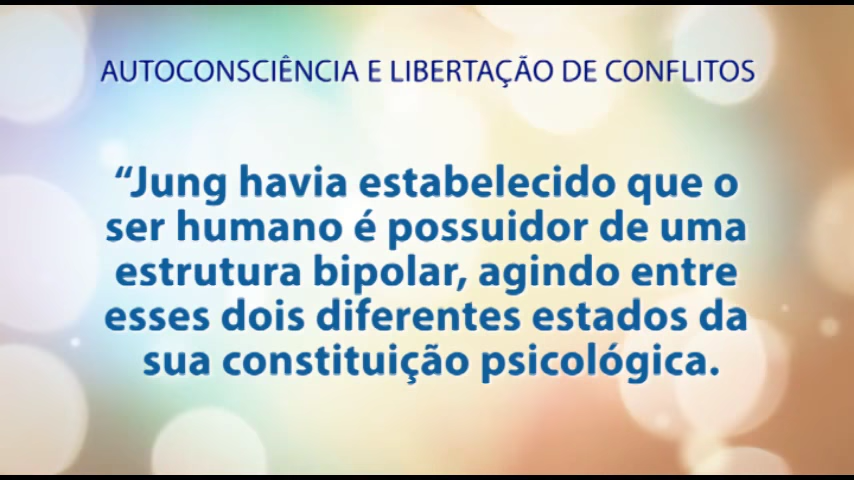 AUTOCONSCIÊNCIA E LIBERTAÇÃO DE CONFLITOS
“Jung havia estabelecido que o
ser humano é possuidor de uma
estrutura bipolar, agindo entre
esses dois diferentes estados da
sua constituição psicológica.